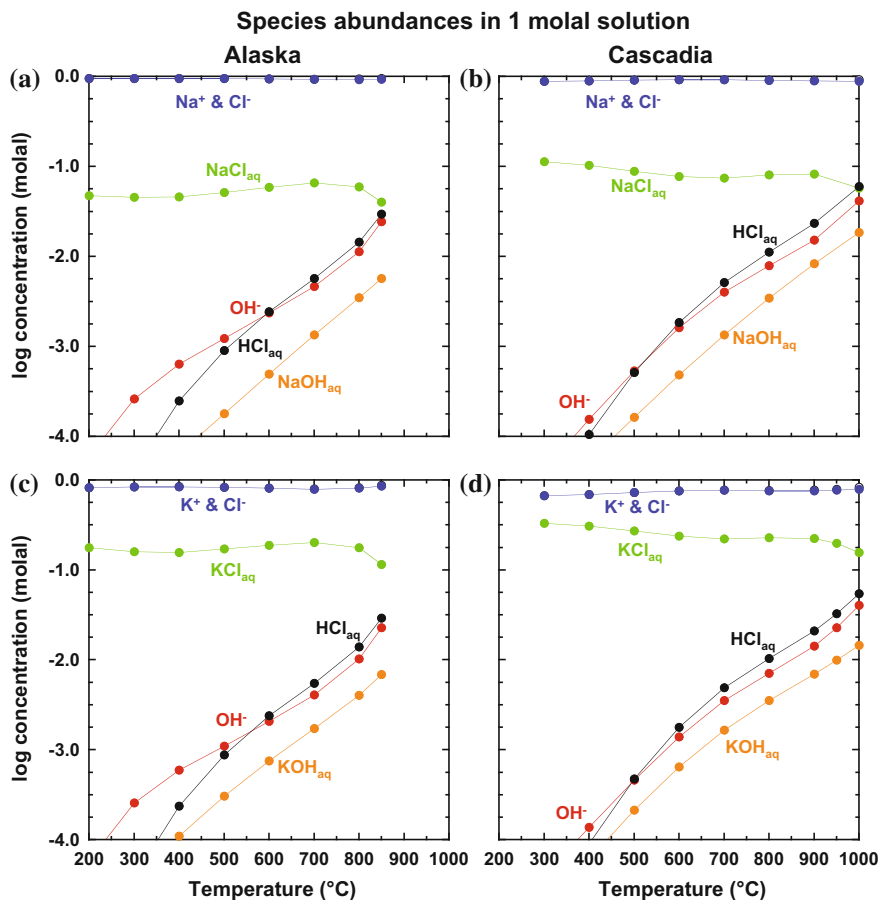 Species abundances in 1 molal solution
Alaska
Cascadia
(a)
0.0
-1.0
-2.0
-3.0
-4.0
log concentration (molal)
Na+ & Cl-
NaClaq
OH-
HClaq
NaOHaq
(b)
Na+ & Cl-
NaClaq
HClaq
NaOHaq
OH-
(c)
0.0
-1.0
-2.0
-3.0
-4.0
log concentration (molal)
K+ & Cl-
KClaq
HClaq
OH-
KOHaq
200 300 400 500 600 700 800 900 1000
Temperature (°C)
(d)
K+ & Cl-
KClaq
HClaq
KOHaq
OH-
300 400 500 600 700 800 900 1000
Temperature (°C)